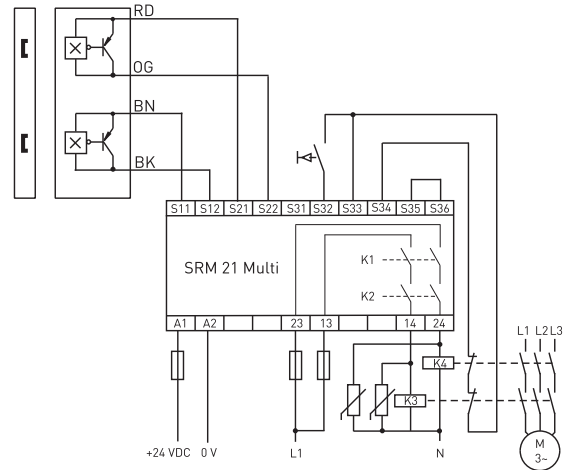 RD
OG
BN
BK
S11 S12 S21 S22 S31 S32 S33 S34 S35 S36
K1
SRM 21 Multi
K2
A1 A2 23 13 14 24
L1 L2 L3
K4
K3
+24 VDC 0 V L1 N
M
3~